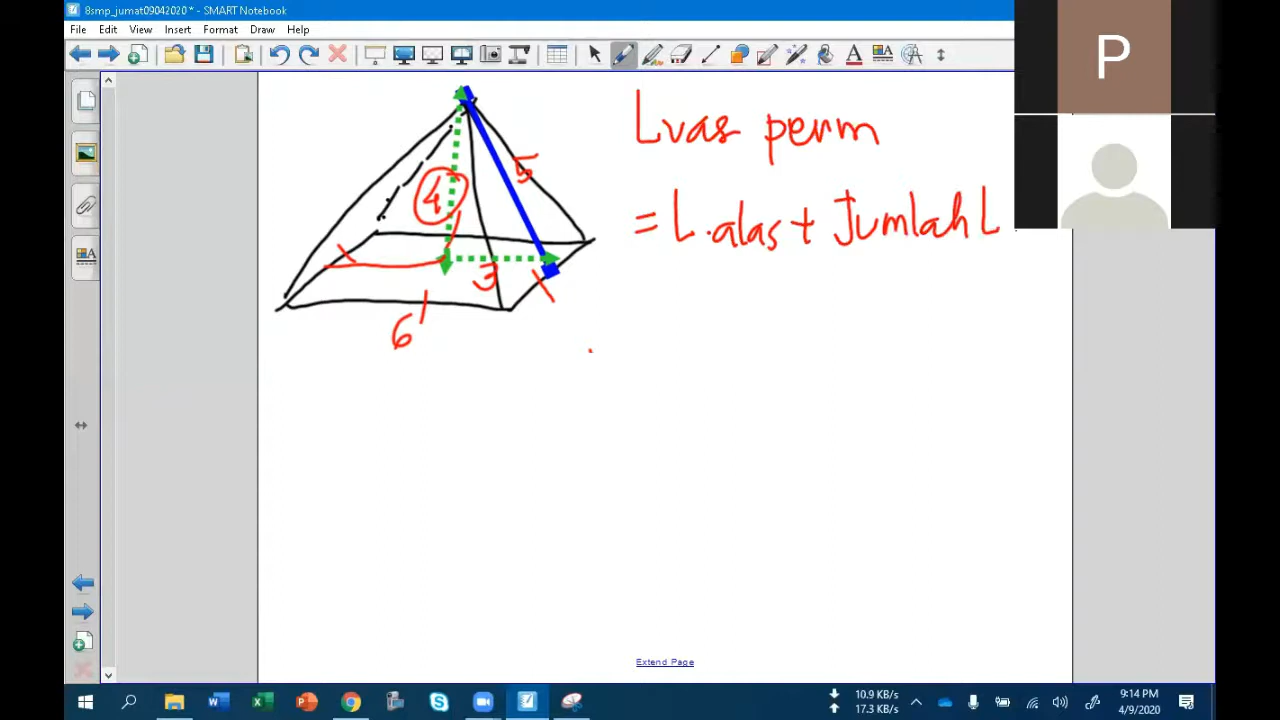 8smp_jumat09042020 * - SMART Notebook
File Edit View Insert Format Draw Help
P
Luas perm
5
4
= L.alas + Jumlah L
3
6
Extend Page
10.9 KB/s
17.3 KB/s
9:14 PM
4/9/2020